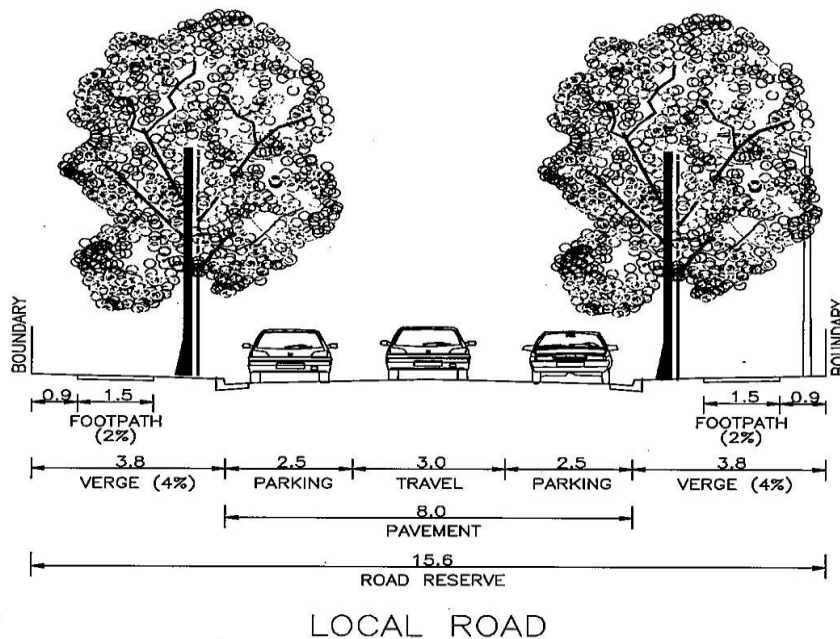 BOUNDARY
BOUNDARY
0.9 1.5 1.5 0.9
FOOTPATH FOOTPATH
(2%) (2%)
3.8 2.5 3.0 2.5 3.8
VERGE (4%) PARKING TRAVEL PARKING VERGE (4%)
8.0
PAVEMENT
15.6
ROAD RESERVE
LOCAL ROAD